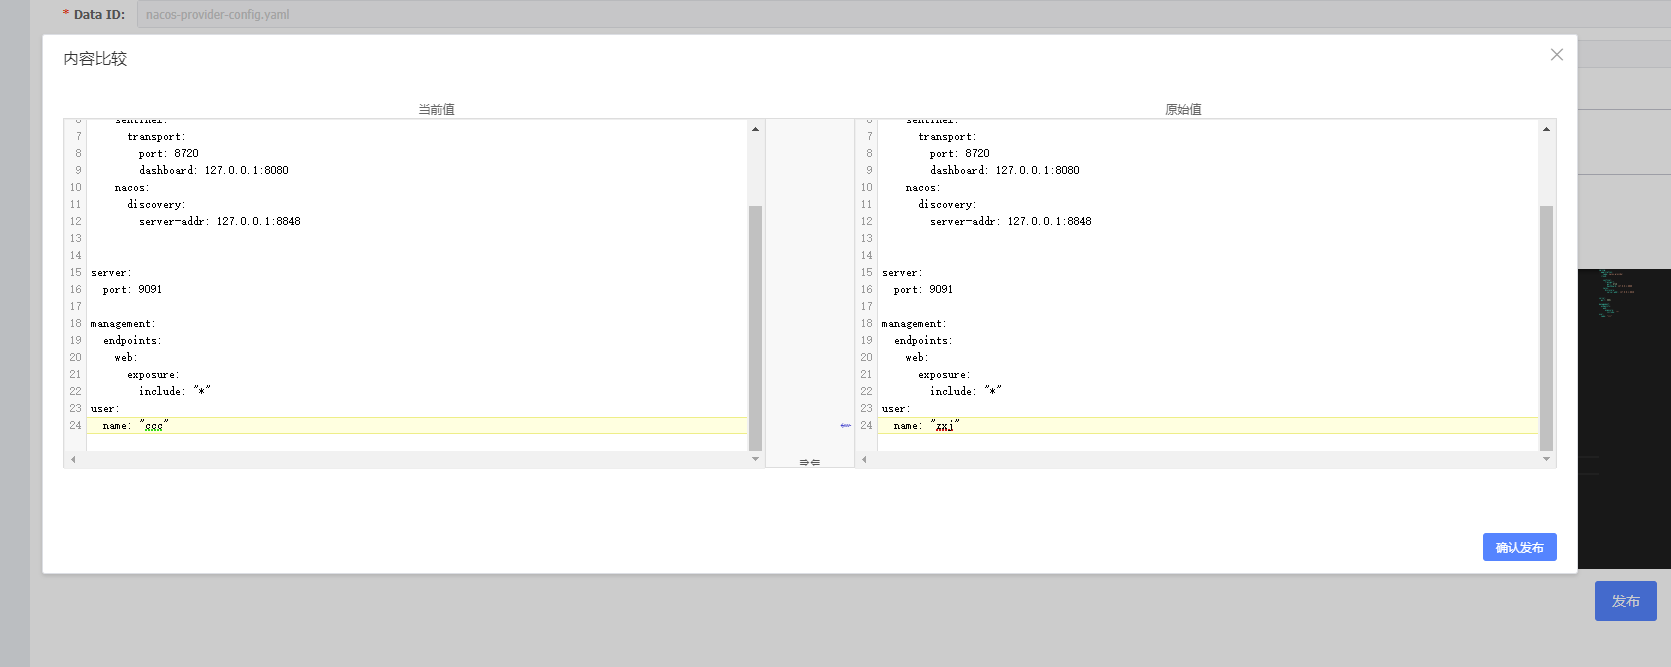 * Data ID: nacos-provider-config.yaml
内容比较
当前值
6 sentinel:
7 transport:
8 port: 8720
9 dashboard: 127.0.0.1:8080
10 nacos:
11 discovery:
12 server-addr: 127.0.0.1:8848
13
14
15 server:
16 port: 9091
17
18 management:
19 endpoints:
20 web:
21 exposure:
22 include: "*"
23 user:
24 name: "ccc"
原始值
6 sentinel:
7 transport:
8 port: 8720
9 dashboard: 127.0.0.1:8080
10 nacos:
11 discovery:
12 server-addr: 127.0.0.1:8848
13
14
15 server:
16 port: 9091
17
18 management:
19 endpoints:
20 web:
21 exposure:
22 include: "*"
23 user:
24 name: "zxj"
确认发布
发布